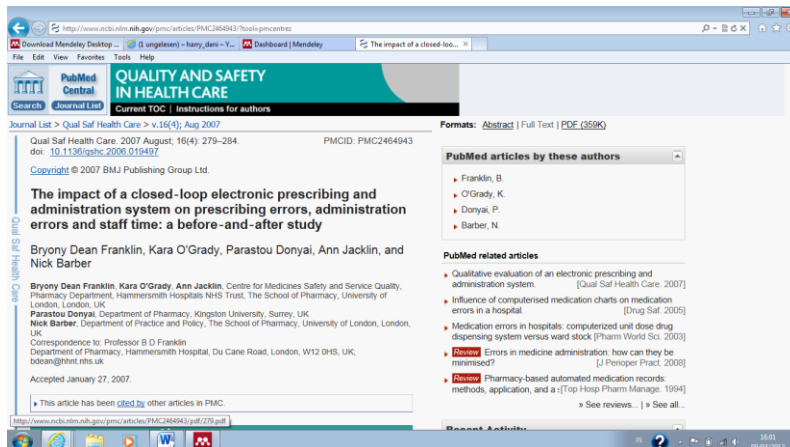 http://www.ncbi.nlm.nih.gov/pmc/articles/PMC2464943/?tool=pmcentrez
Download Mendeley Desktop ...
(1 ungelesen) – harry_dani – Y...
Dashboard | Mendeley
The impact of a closed-loo...
File Edit View Favorites Tools Help
PubMed Central
Search Journal List
QUALITY AND SAFETY
IN HEALTH CARE
Current TOC | Instructions for authors
Journal List > Qual Saf Health Care > v.16(4); Aug 2007
Qual Saf Health Care. 2007 August; 16(4): 279–284. PMCID: PMC2464943
doi: 10.1136/qshc.2006.019497
Copyright © 2007 BMJ Publishing Group Ltd.
The impact of a closed-loop electronic prescribing and
administration system on prescribing errors, administration
errors and staff time: a before-and-after study
Bryony Dean Franklin, Kara O'Grady, Parastou Donyai, Ann Jacklin, and
Nick Barber
Bryony Dean Franklin, Kara O'Grady, Ann Jacklin, Centre for Medicines Safety and Service Quality,
Pharmacy Department, Hammersmith Hospitals NHS Trust, The School of Pharmacy, University of
London, London, UK
Parastou Donyai, Department of Pharmacy, Kingston University, Surrey, UK
Nick Barber, Department of Practice and Policy, The School of Pharmacy, University of London, London,
UK
Correspondence to: Professor B D Franklin
Department of Pharmacy, Hammersmith Hospital, Du Cane Road, London, W12 0HS, UK;
bdean@hhnt.nhs.uk
Accepted January 27, 2007.
This article has been cited by other articles in PMC.
http://www.ncbi.nlm.nih.gov/pmc/articles/PMC2464943/pdf/279.pdf
Qual Saf Health Care
Formats: Abstract | Full Text | PDF (359K)
PubMed articles by these authors
Franklin, B.
O'Grady, K.
Donyai, P.
Barber, N.
PubMed related articles
Qualitative evaluation of an electronic prescribing and
administration system. [Qual Saf Health Care. 2007]
Influence of computerised medication charts on medication
errors in a hospital. [Drug Saf. 2005]
Medication errors in hospitals: computerized unit dose drug
dispensing system versus ward stock [Pharm World Sci. 2003]
Review Errors in medicine administration: how can they be
minimised? [J Perioper Pract. 2008]
Review Pharmacy-based automated medication records:
methods, application, and a s [Top Hosp Pharm Manage. 1994]
» See reviews... | » See all...
Recent Activity
IN
16:01